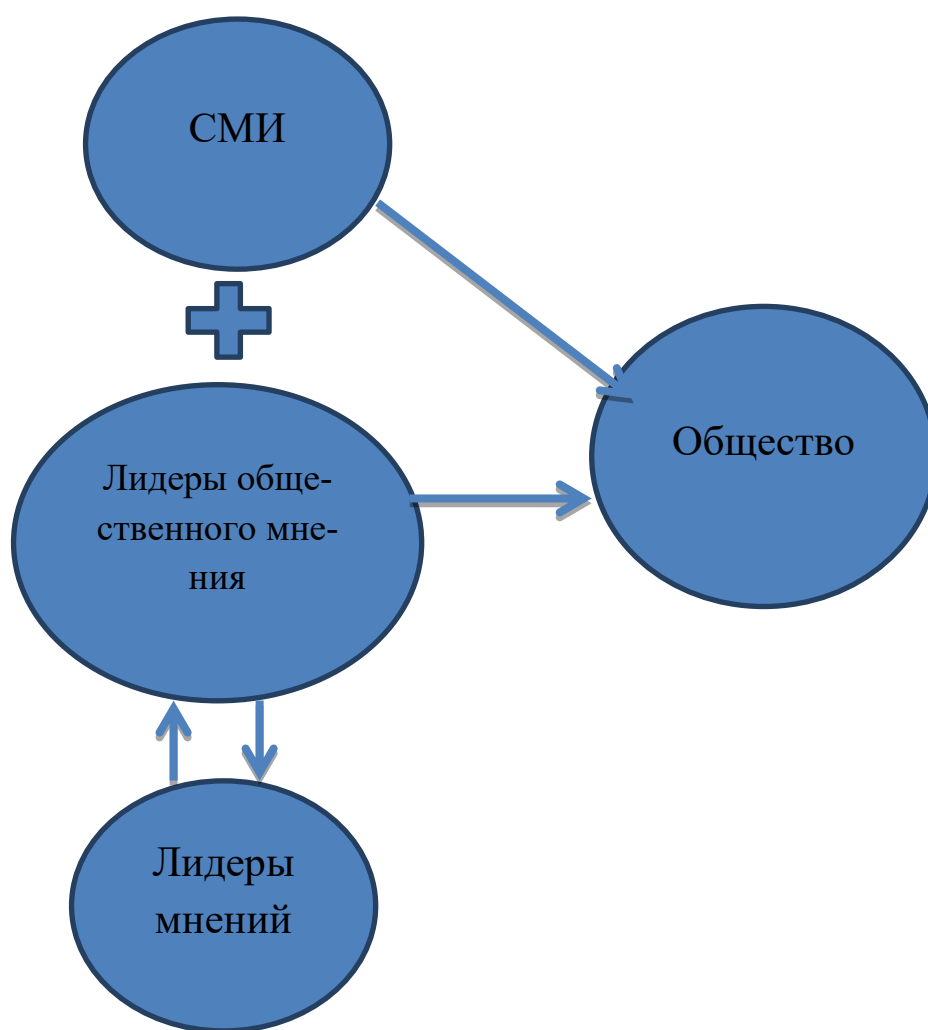 СМИ
Общество
Лидеры обще-
ственного мне-
ния
Лидеры
мнений